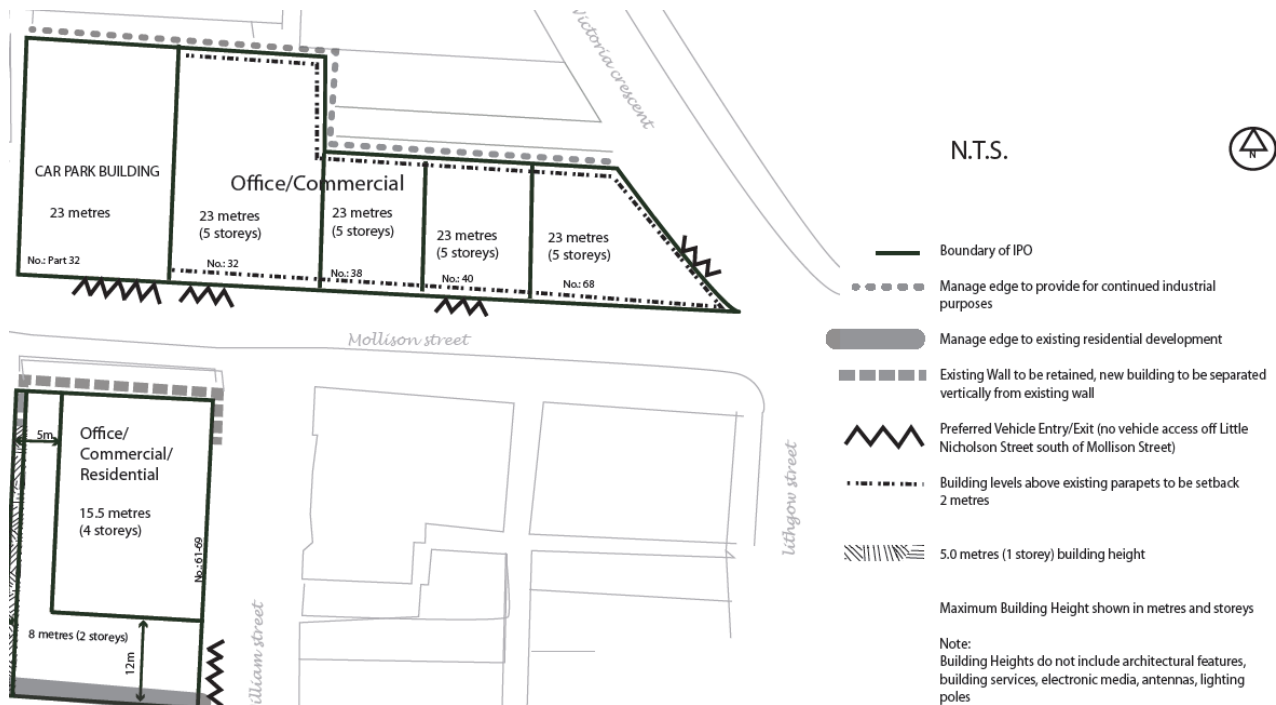 Victoria crescent
N.T.S.
N
CAR PARK BUILDING
23 metres
No.: Part 32
Office/Commercial
23 metres
(5 storeys)
No.: 32
23 metres
(5 storeys)
No.: 38
23 metres
(5 storeys)
No.: 40
23 metres
(5 storeys)
No.: 68
Mollison street
5m
Office/
Commercial/
Residential
15.5 metres
(4 storeys)
No.: 61-69
8 metres (2 storeys)
12m
illiam street
lithgow street
Boundary of IPO
Manage edge to provide for continued industrial
purposes
Manage edge to existing residential development
Existing Wall to be retained, new building to be separated
vertically from existing wall
Preferred Vehicle Entry/Exit (no vehicle access off Little
Nicholson Street south of Mollison Street)
Building levels above existing parapets to be setback
2 metres
5.0 metres (1 storey) building height
Maximum Building Height shown in metres and storeys
Note:
Building Heights do not include architectural features,
building services, electronic media, antennas, lighting
poles